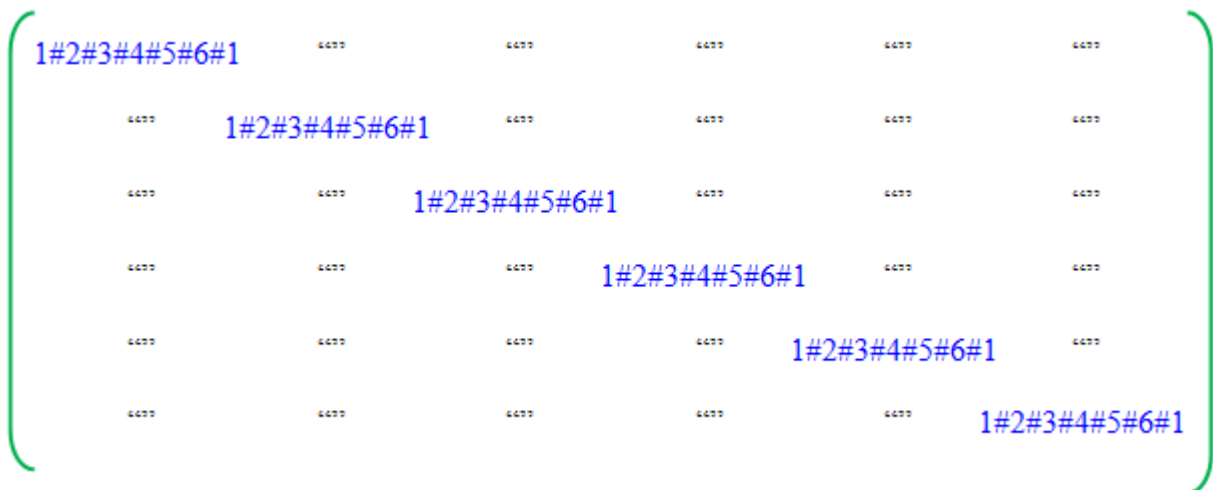 1#2#3#4#5#6#1 “” “” “” “” “”
“” 1#2#3#4#5#6#1 “” “” “” “”
“” “” 1#2#3#4#5#6#1 “” “” “”
“” “” “” 1#2#3#4#5#6#1 “” “”
“” “” “” “” 1#2#3#4#5#6#1 “”
“” “” “” “” “” 1#2#3#4#5#6#1